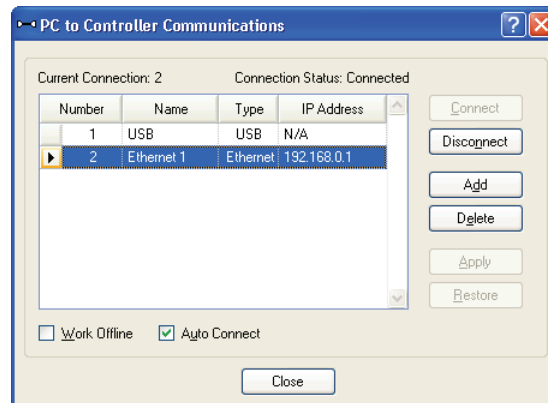 PC to Controller Communications
Current Connection: 2 Connection Status: Connected
Number Name Type IP Address
1 USB USB N/A
2 Ethernet 1 Ethernet 192.168.0.1
Connect
Disconnect
Add
Delete
Apply
Restore
Work Offline Auto Connect
Close